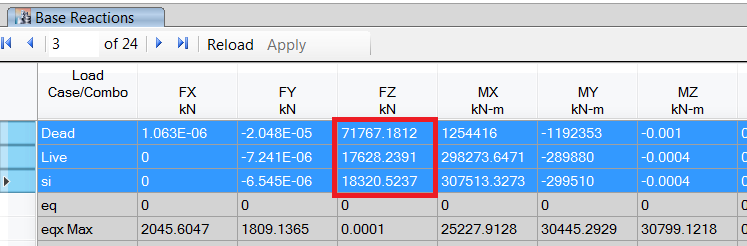 Base Reactions
3 of 24 Reload Apply
Load Case/Combo FX kN FY kN FZ kN MX kN-m MY kN-m MZ kN-m
Dead 1.063E-06 -2.048E-05 71767.1812 1254416 -1192353 -0.001
Live 0 -7.241E-06 17628.2391 298273.6471 -289880 -0.0004
si 0 -6.545E-06 18320.5237 307513.3273 -299510 -0.0004
eq 0 0 0 0 0 0
eqx Max 2045.6047 1809.1365 0.0001 25227.9128 30445.2929 30799.1218